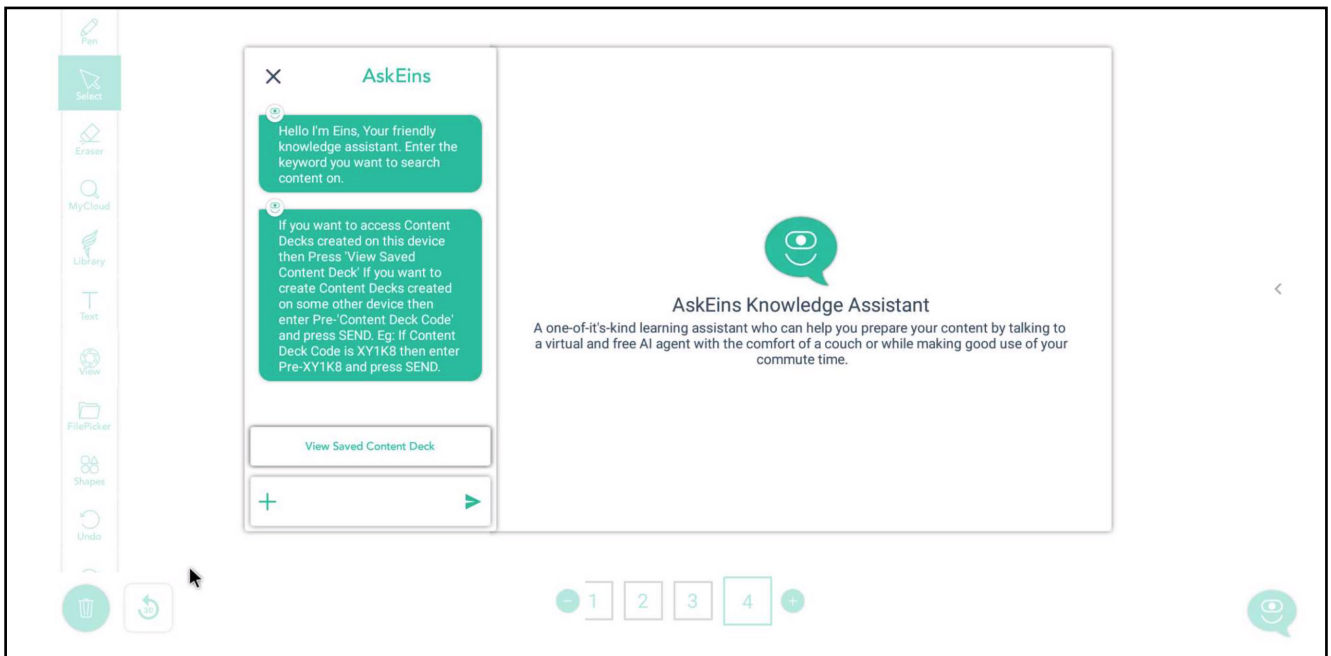 Pen
Select
Eraser
MyCloud
Library
Text
View
FilePicker
Shapes
Undo
30
AskEins
Hello I'm Eins, Your friendly
knowledge assistant. Enter the
keyword you want to search
content on.
If you want to access Content
Decks created on this device
then Press 'View Saved
Content Deck' If you want to
create Content Decks created
on some other device then
enter Pre-'Content Deck Code'
and press SEND. Eg: If Content
Deck Code is XY1K8 then enter
Pre-XY1K8 and press SEND.
View Saved Content Deck
AskEins Knowledge Assistant
A one-of-it's-kind learning assistant who can help you prepare your content by talking to
a virtual and free AI agent with the comfort of a couch or while making good use of your
commute time.
1 2 3 4